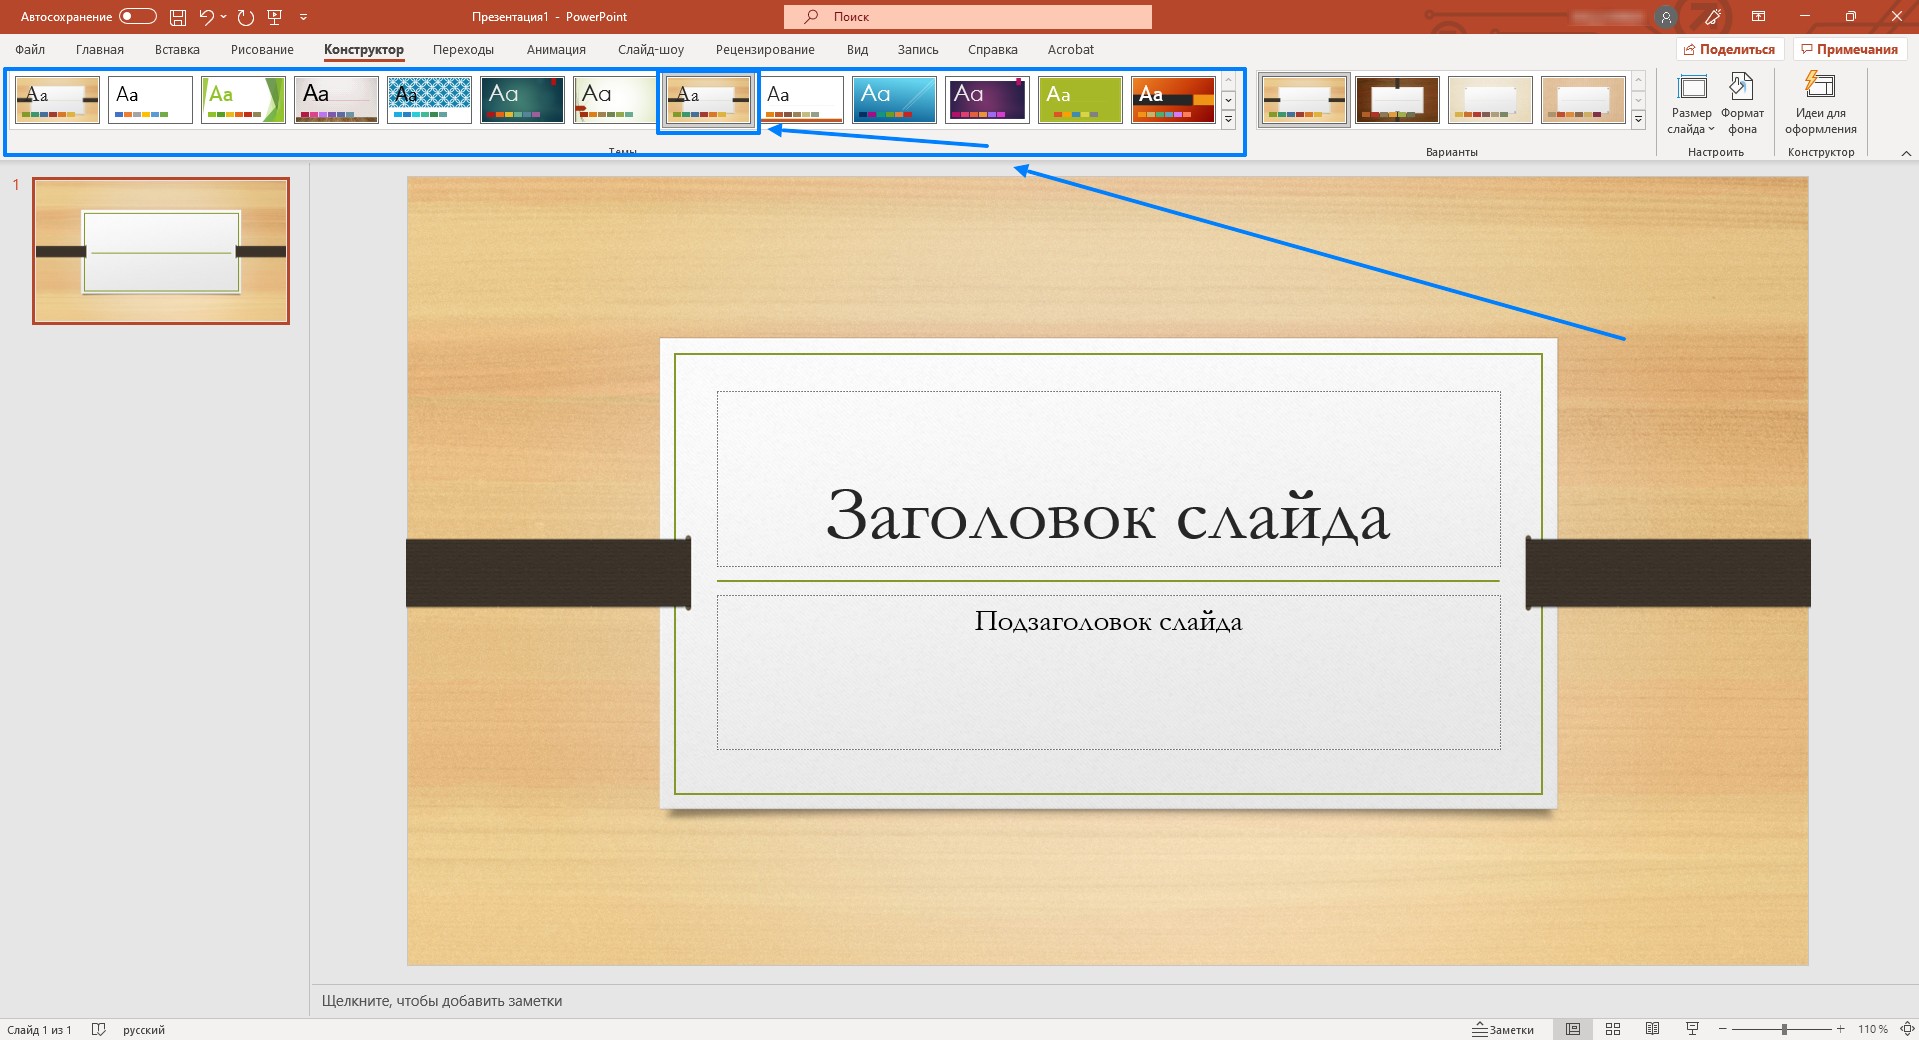 Автосохранение
Презентация1 - PowerPoint
Поиск
Файл Главная Вставка Рисование Конструктор Переходы Анимация Слайд-шоу Рецензирование Вид Запись Справка Acrobat
Поделиться Примечания
Aa Aa Aa Aa Aa Aa Aa Aa Aa Aa Aa Aa Aa
Размер слайда
Формат фона
Идеи для оформления
Темы
Варианты
Настроить
Конструктор
1
Заголовок слайда
Подзаголовок слайда
Щелкните, чтобы добавить заметки
Слайд 1 из 1 русский Заметки 110 %